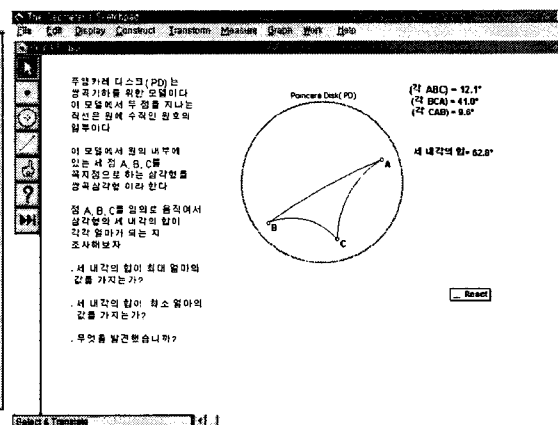 The Geometer's Sketchpad
File Edit Display Construct Transform Measure Graph Work Help
푸앵카레 디스크(PD)는
쌍곡기하를 위한 모델이다
이 모델에서 두 점를 지나는
직선은 원에 수직인 원호의
일부이다
이 모델에서 원의 내부에
있는 세 점 A, B, C를
꼭지점으로 하는 삼각형를
쌍곡삼각형 이라 한다
점 A, B, C를 임의로 움직여서
삼각형의 세 내각의 합이
각각 얼마가 되는 지
조사해보자
. 세 내각의 합이 최대 얼마의
값를 가지는가?
. 세 내각의 합이 최소 얼마의
값를 가지는가?
. 무엇홀 발견했습니까?
Poincare Disk(PD)
A
B
C
(각 ABC) = 12.1°
(각 BCA) = 41.0°
(각 CAB) = 9.6°
세 내각의 합= 62.8°
Reset
Select & Translate